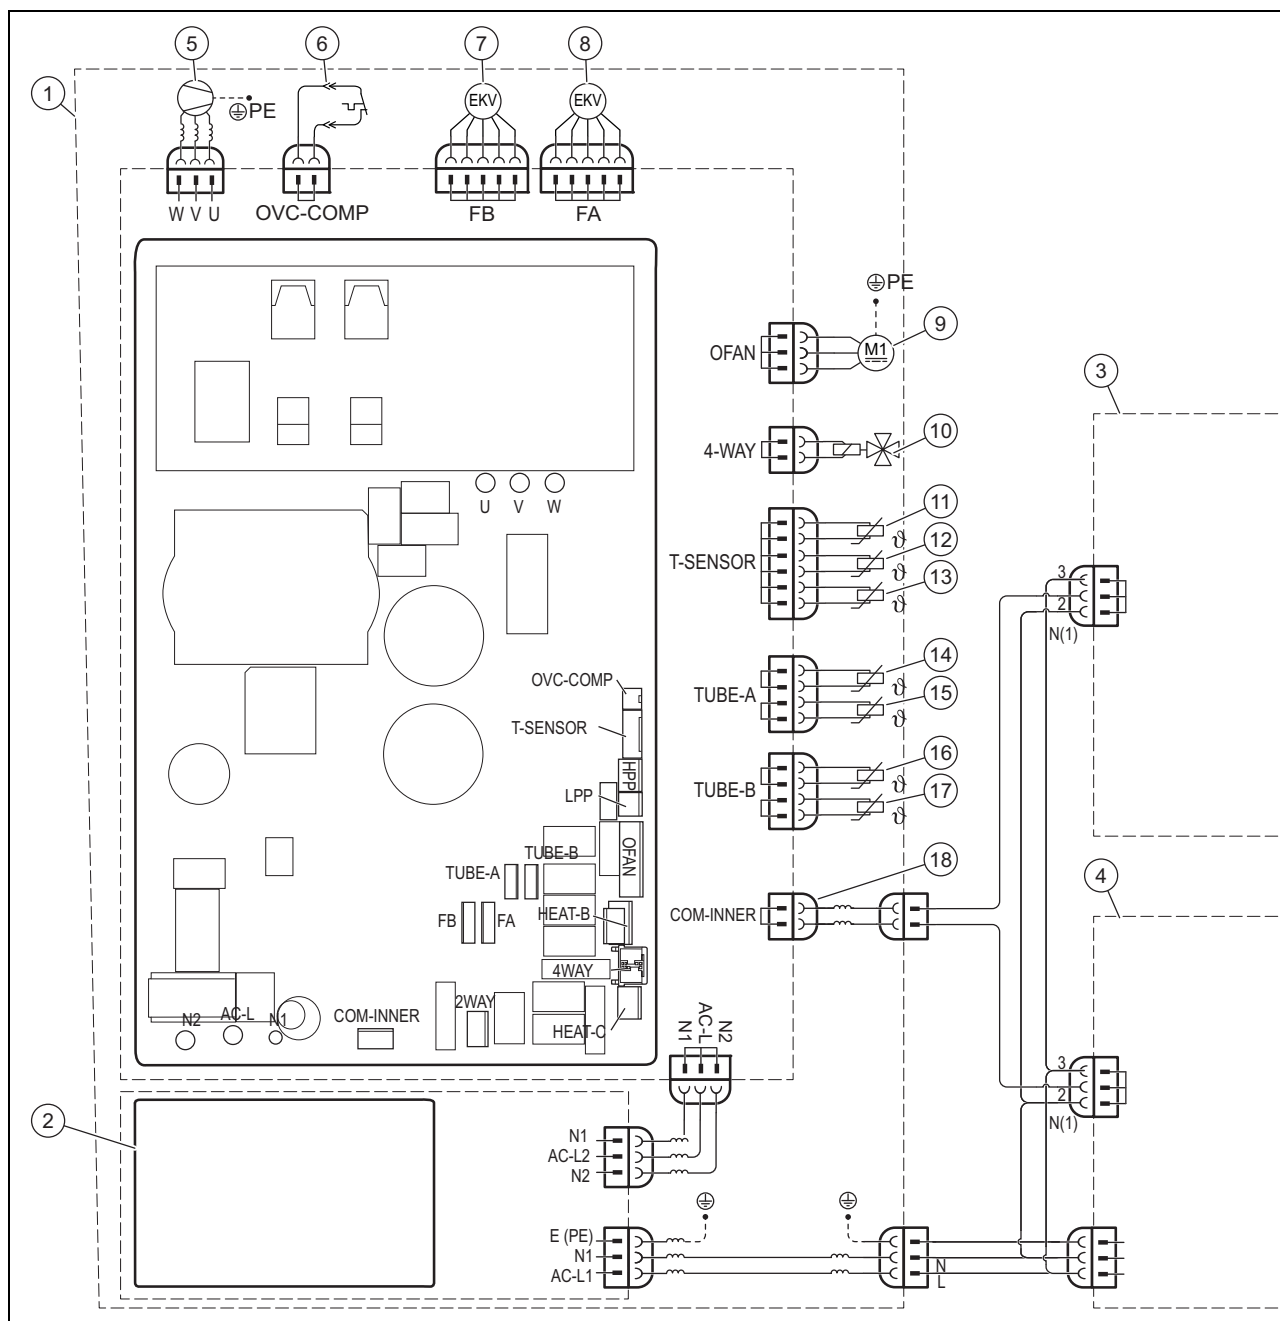 5
6
7
8
1
EKV
EKV
PE
W V U
OVC-COMP
FB
FA
PE
9
OFAN
M1
3
4-WAY
10
U
V
W
11
T-SENSOR
ϑ
12
ϑ
13
ϑ
3
2
N(1)
14
OVC-COMP
TUBE-A
ϑ
15
T-SENSOR
ϑ
16
HPP
TUBE-B
ϑ
17
LPP
ϑ
TUBE-B
OFAN
TUBE-A
18
4
FB
FA
HEAT-B
COM-INNER
4WAY
2WAY
N2
AC-L
N1
COM-INNER
HEAT-C
N1
AC-L
N2
3
2
N(1)
2
N1
AC-L2
N2
E (PE)
N1
AC-L1
N
L